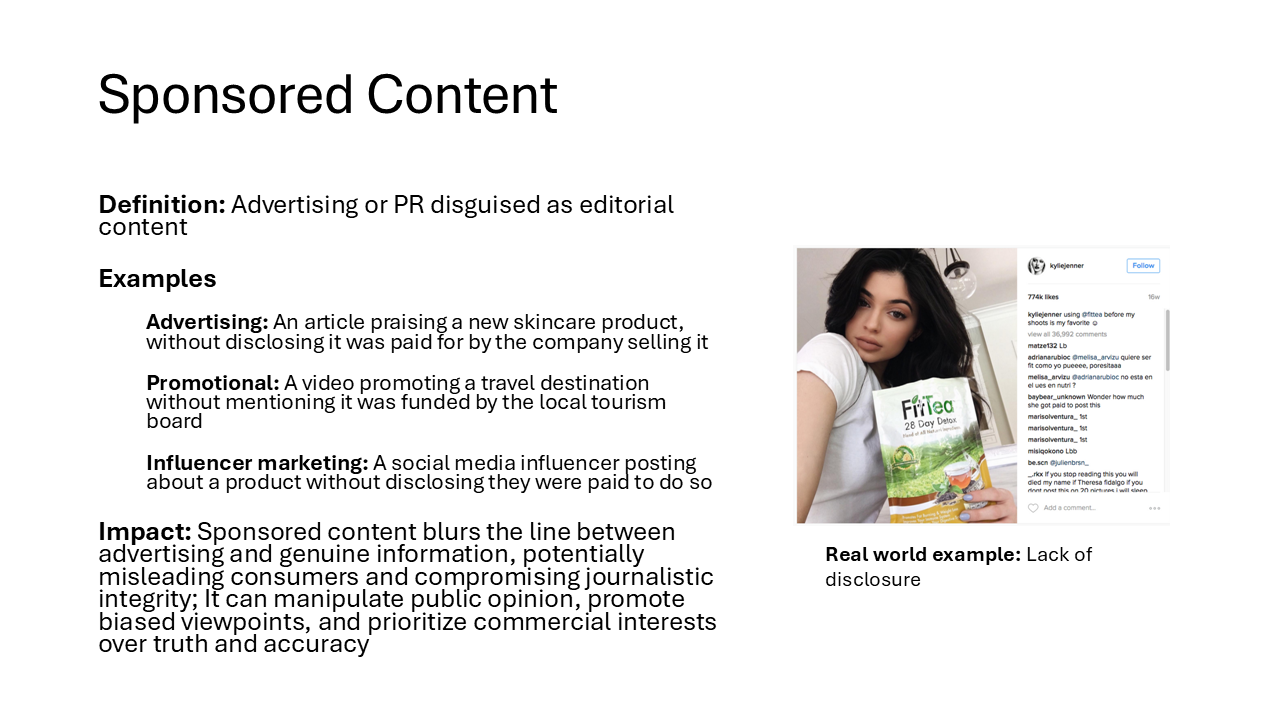 Sponsored Content
Definition: Advertising or PR disguised as editorial
content
Examples
Advertising: An article praising a new skincare product,
without disclosing it was paid for by the company selling it
Promotional: A video promoting a travel destination
without mentioning it was funded by the local tourism
board
Influencer marketing: A social media influencer posting
about a product without disclosing they were paid to do so
Impact: Sponsored content blurs the line between
advertising and genuine information, potentially
misleading consumers and compromising journalistic
integrity; It can manipulate public opinion, promote
biased viewpoints, and prioritize commercial interests
over truth and accuracy
FitTea
28 Day Detox
kyliejenner
Follow
774k likes
16w
kyliejenner using @fittea before my
shoots is my favorite ☺
view all 36,992 comments
matze132 Lb
adrianarubioc @melisa_arvizu quiere ser
fit como yo pueeee, poresitaaa
melisa_arvizu @adrianarubioc no esta en
el ues en nutri ?
baybear_unknown Wonder how much
she got paid to post this
marisolventura_ 1st
marisolventura_ 1st
marisolventura_ 1st
misiqokono Lbb
be.scn @julienbrsn_
_.rkx If you stop reading this you will
died my name if Theresa fidalgo if you
dont post this on 20 pictures i will sleep
Add a comment...
Real world example: Lack of
disclosure